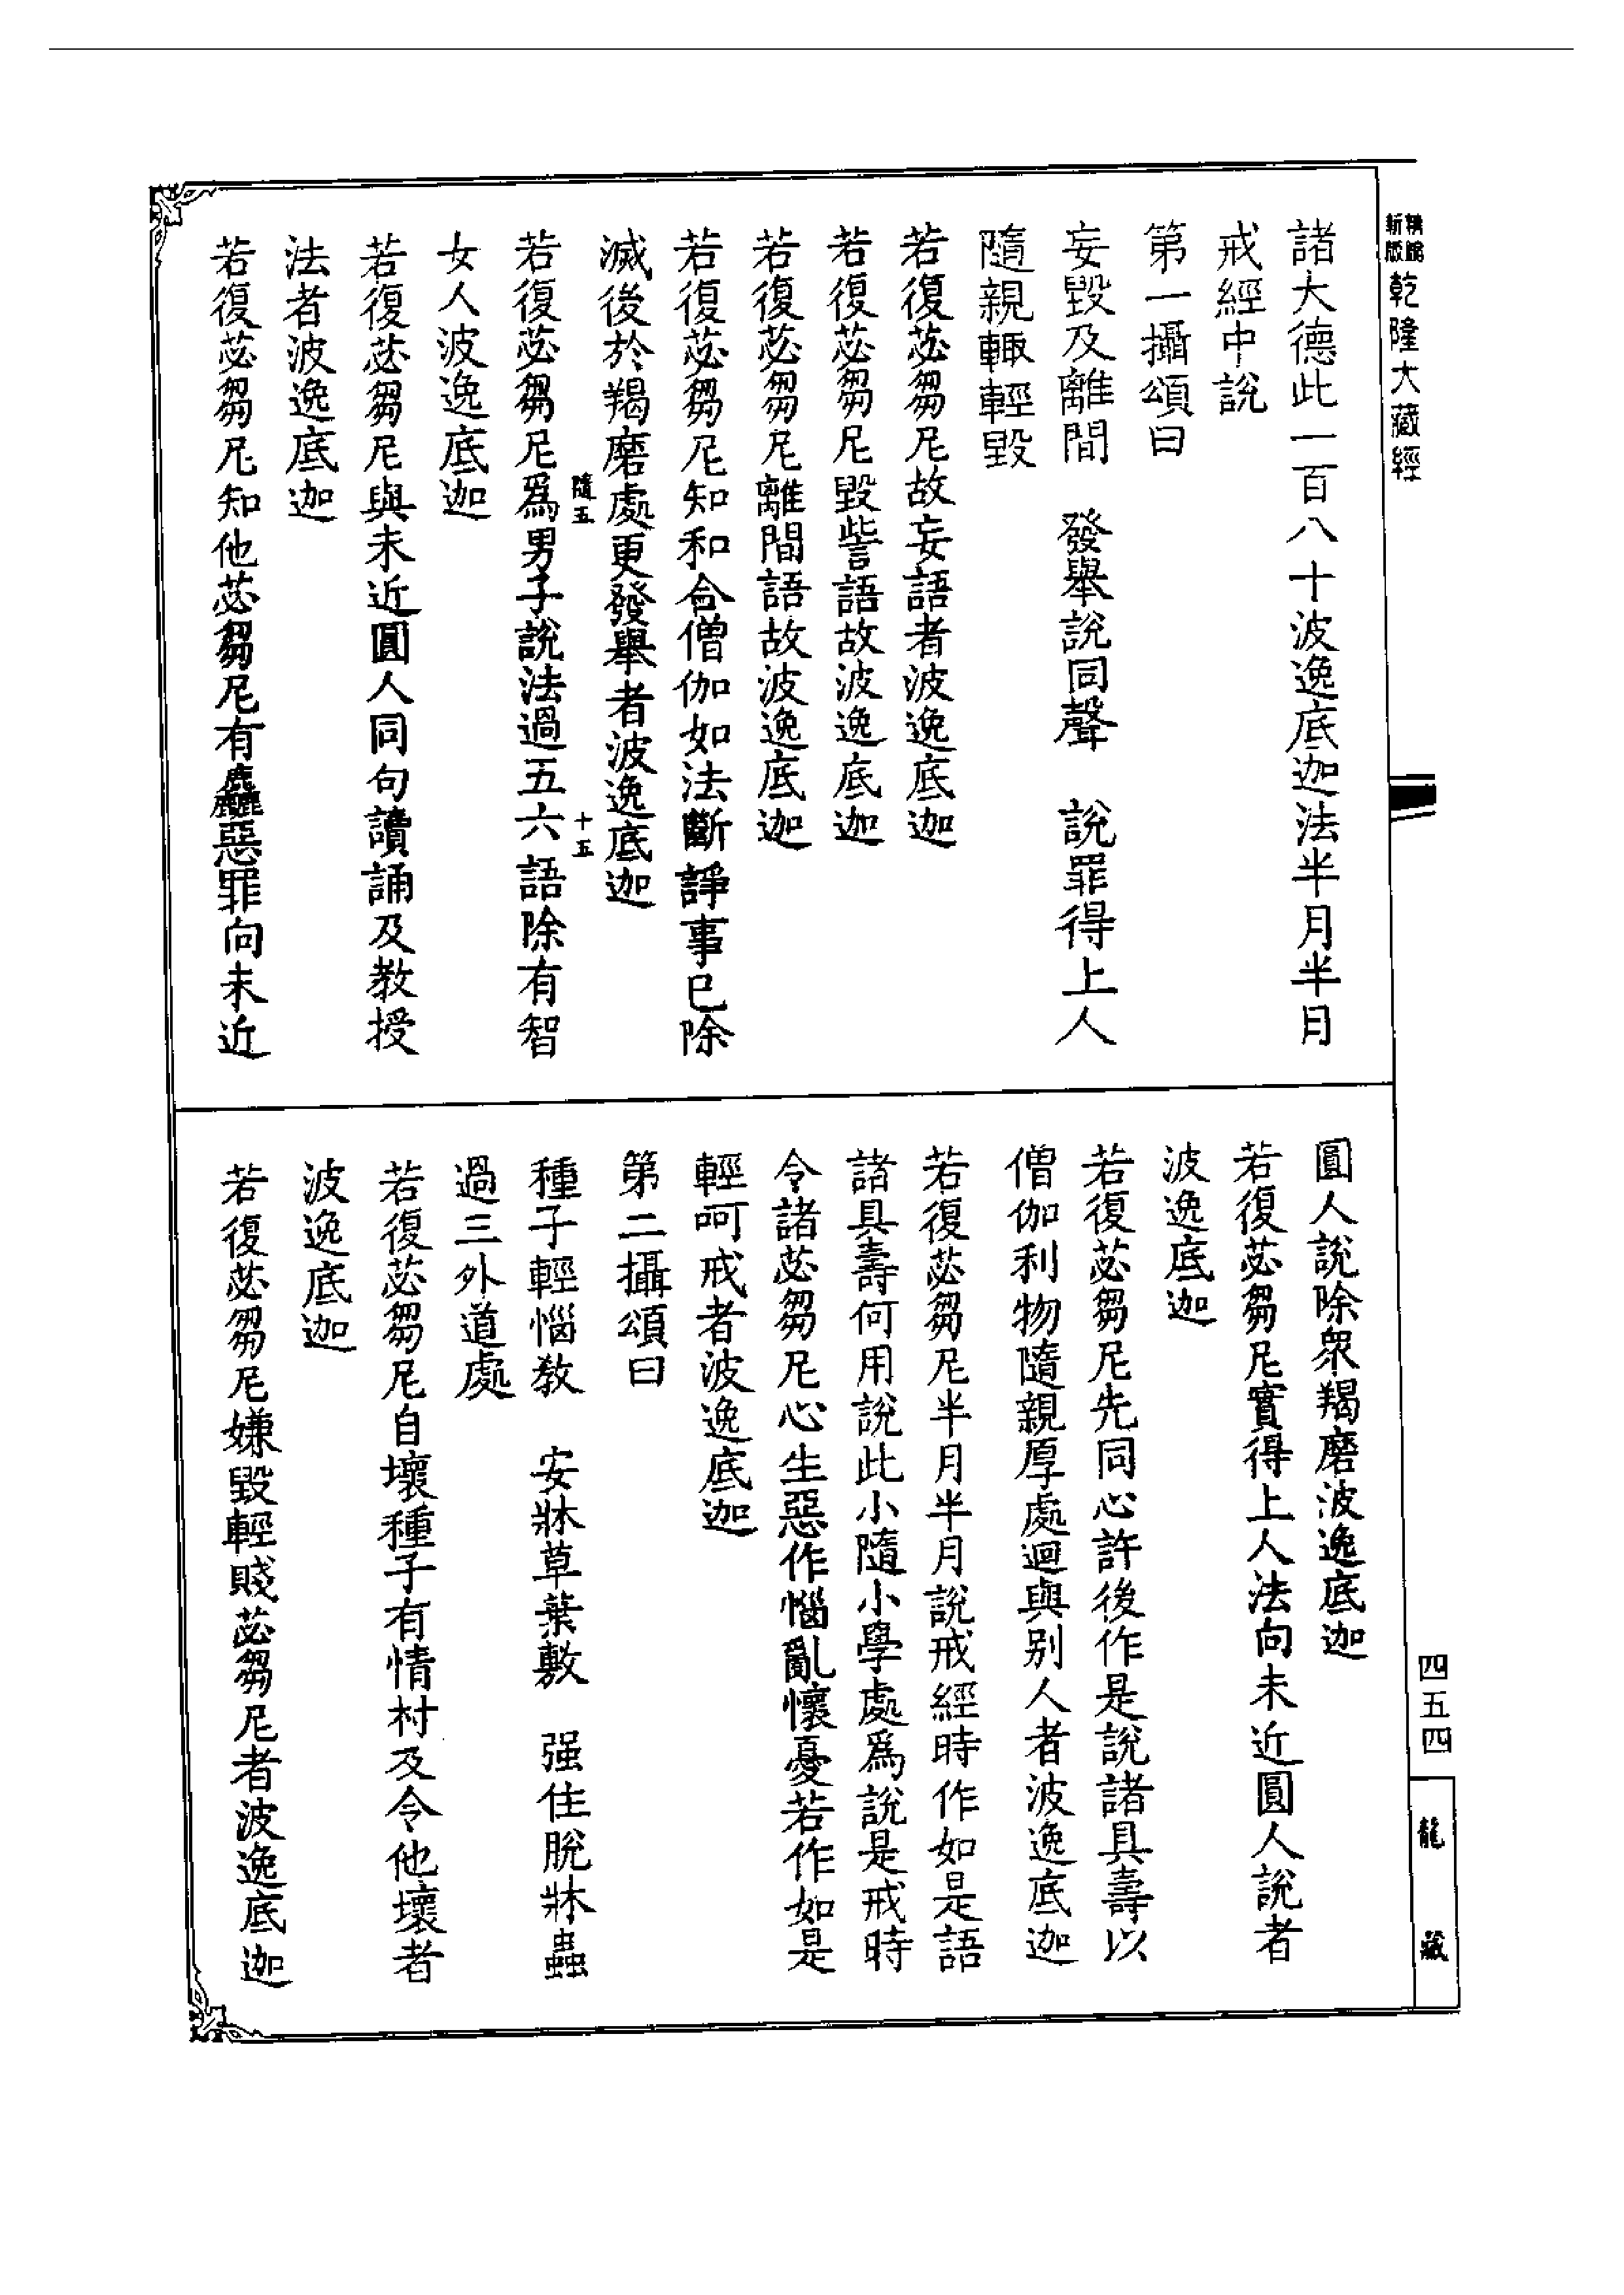 新版
乾隆大藏經
諸大德此一百八十波逸底迦法半月半月
戒經中說
第一攝頌曰
妄毀及離間　發舉說同聲　說罪得上人
隨親輒輕毀
若復苾芻尼故妄語者波逸底迦
若復苾芻尼毀訾語故波逸底迦
若復苾芻尼離間語故波逸底迦
若復苾芻尼知和合僧伽如法斷諍事已除
滅後於羯磨處更發舉者波逸底迦
隨五　十五
若復苾芻尼爲男子說法過五六語除有智
女人波逸底迦
若復苾芻尼與未近圓人同句讀誦及教授
法者波逸底迦
若復苾芻尼知他苾芻尼有麤惡罪向未近
圓人說除衆羯磨波逸底迦
若復苾芻尼實得上人法向未近圓人說者
波逸底迦
若復苾芻尼先同心許後作是說諸具壽以
僧伽利物隨親厚處迴與别人者波逸底迦
若復苾芻尼半月半月說戒經時作如是語
諸具壽何用說此小隨小學處爲說是戒時
令諸苾芻尼心生惡作惱亂懷憂若作如是
輕呵戒者波逸底迦
第二攝頌曰
種子輕惱教　安牀草葉敷　强住脫牀蟲
過三外道處
若復苾芻尼自壞種子有情村及令他壞者
波逸底迦
若復苾芻尼嫌毀輕賤苾芻尼者波逸底迦
四五四
龍藏